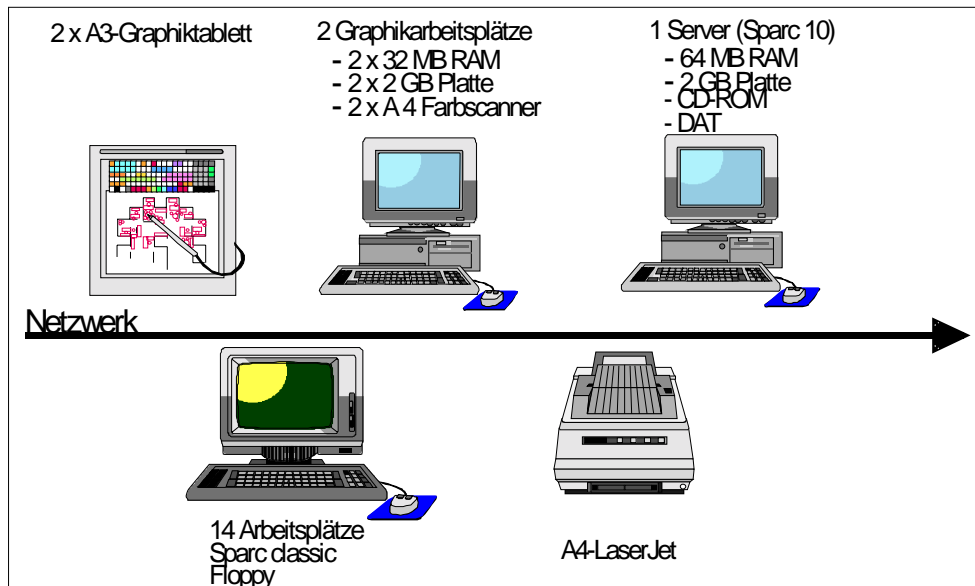 2 x A3-Graphiktablett
2 Graphikarbeitsplätze
- 2 x 32 MB RAM
- 2 x 2 GB Platte
- 2 x A 4 Farbscanner
1 Server (Sparc 10)
- 64 MB RAM
- 2 GB Platte
- CD-ROM
- DAT
Netzwerk
14 Arbeitsplätze
Sparc classic
Floppy
A4-LaserJet